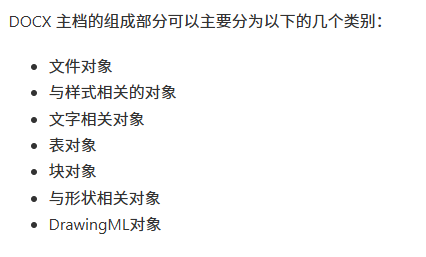 DOCX 主档的组成部分可以主要分为以下的几个类别：
• 文件对象
• 与样式相关的对象
• 文字相关对象
• 表对象
• 块对象
• 与形状相关对象
• DrawingML对象